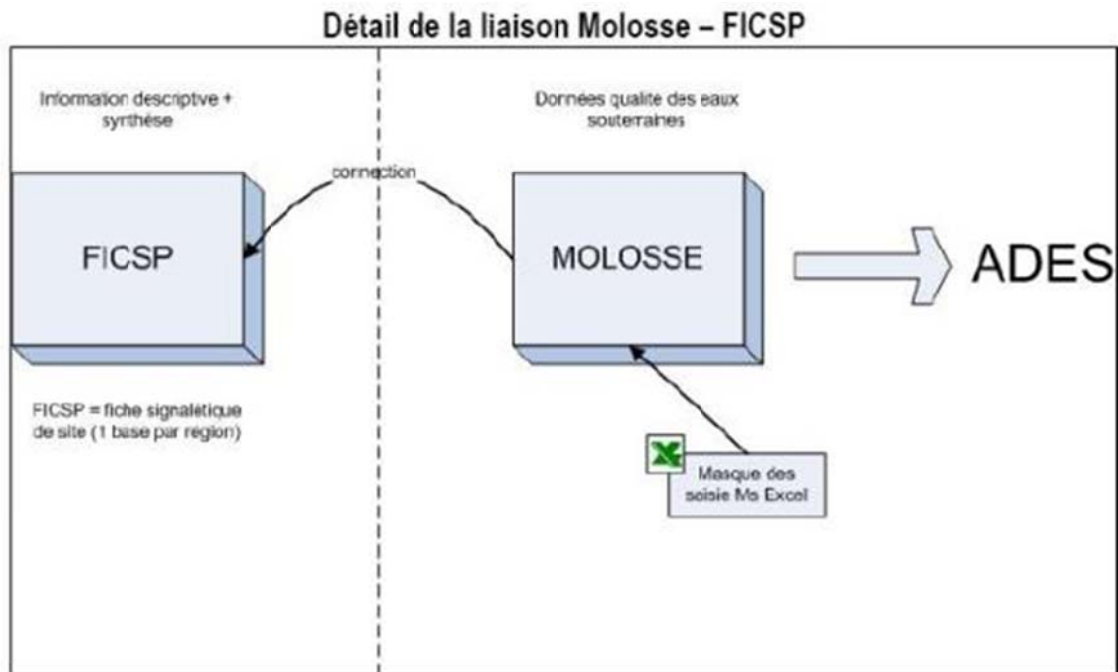 Détail de la liaison Molosse – FICSP
Information descriptive +
synthèse
Données qualité des eaux
souterraines
connection
FICSP
MOLOSSE
ADES
FICSP = fiche signalétique
de site (1 base par région)
Masque des
saisie Ms Excel